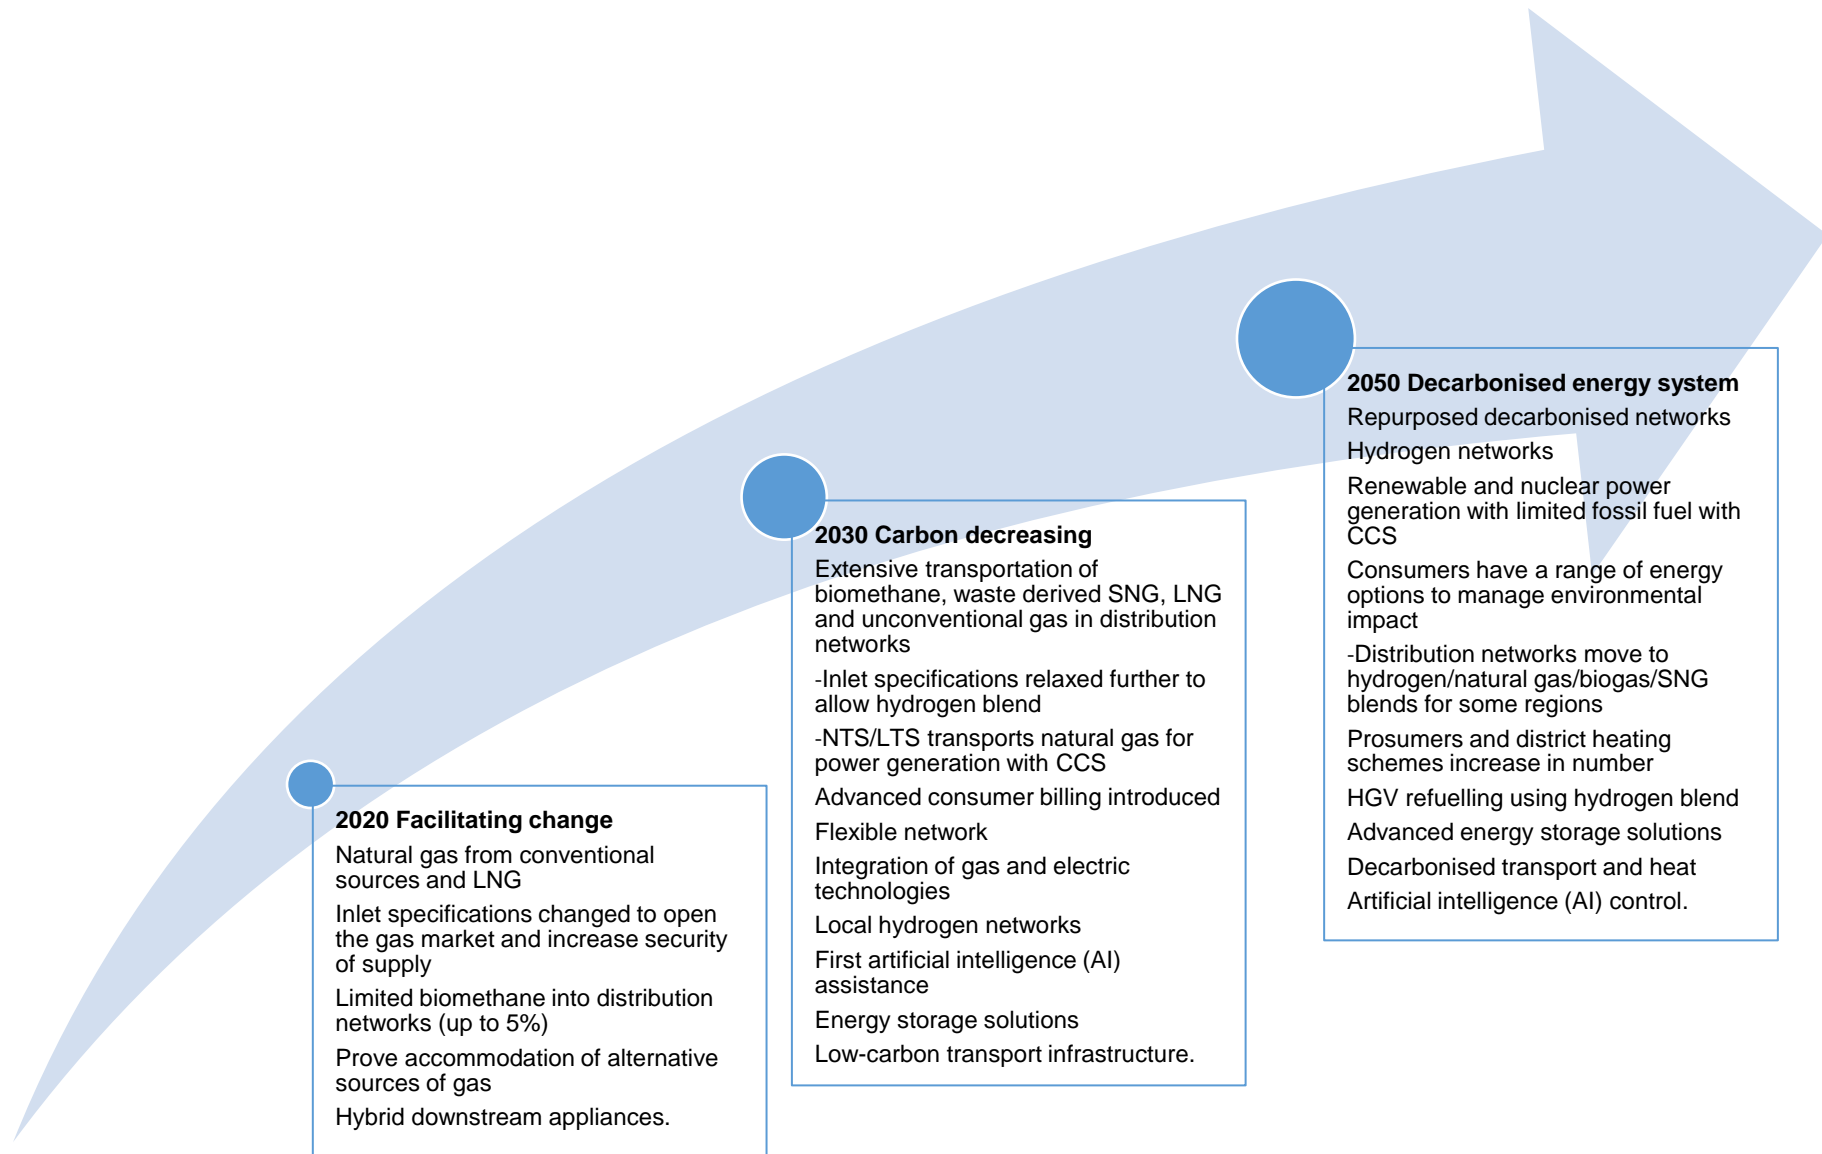 2020 Facilitating change
Natural gas from conventional
sources and LNG
Inlet specifications changed to open
the gas market and increase security
of supply
Limited biomethane into distribution
networks (up to 5%)
Prove accommodation of alternative
sources of gas
Hybrid downstream appliances.
2030 Carbon decreasing
Extensive transportation of
biomethane, waste derived SNG, LNG
and unconventional gas in distribution
networks
-Inlet specifications relaxed further to
allow hydrogen blend
-NTS/LTS transports natural gas for
power generation with CCS
Advanced consumer billing introduced
Flexible network
Integration of gas and electric
technologies
Local hydrogen networks
First artificial intelligence (AI)
assistance
Energy storage solutions
Low-carbon transport infrastructure.
2050 Decarbonised energy system
Repurposed decarbonised networks
Hydrogen networks
Renewable and nuclear power
generation with limited fossil fuel with
CCS
Consumers have a range of energy
options to manage environmental
impact
-Distribution networks move to
hydrogen/natural gas/biogas/SNG
blends for some regions
Prosumers and district heating
schemes increase in number
HGV refuelling using hydrogen blend
Advanced energy storage solutions
Decarbonised transport and heat
Artificial intelligence (AI) control.